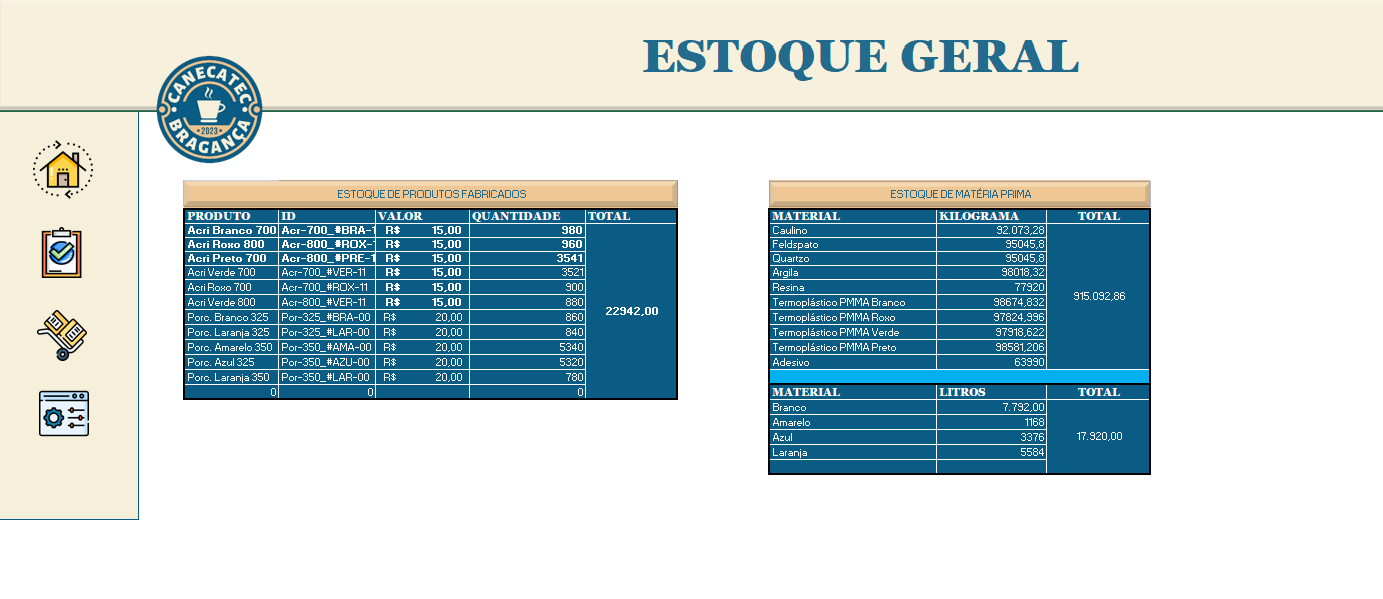 ESTOQUE GERAL
CANECATEC
2023
BRAGANÇA
ESTOQUE DE PRODUTOS FABRICADOS
PRODUTO ID VALOR QUANTIDADE TOTAL
Acri Branco 700 Acr-700_#BRA-1 R$ 15,00 980
Acri Roxo 800 Acr-800_#ROX-1 R$ 15,00 960
Acri Preto 700 Acr-800_#PRE-1 R$ 15,00 3541
Acri Verde 700 Acr-700_#VER-11 R$ 15,00 3521
Acri Roxo 700 Acr-700_#ROX-11 R$ 15,00 900
Acri Verde 800 Acr-800_#VER-11 R$ 15,00 880
22942,00
Porc. Branco 325 Por-325_#BRA-00 R$ 20,00 860
Porc. Laranja 325 Por-325_#LAR-00 R$ 20,00 840
Porc. Amarelo 350 Por-350_#AMA-00 R$ 20,00 5340
Porc. Azul 325 Por-350_#AZU-00 R$ 20,00 5320
Porc. Laranja 350 Por-350_#LAR-00 R$ 20,00 780
0 0 0
ESTOQUE DE MATÉRIA PRIMA
MATERIAL KILOGRAMA TOTAL
Caulino 92.073,28
Feldspato 95045,8
Quartzo 95045,8
Argila 98018,32
Resina 77920
915.092,86
Termoplástico PMMA Branco 98674,832
Termoplástico PMMA Roxo 97824,996
Termoplástico PMMA Verde 97918,622
Termoplástico PMMA Preto 98581,206
Adesivo 63990
MATERIAL LITROS TOTAL
Branco 7.792,00
Amarelo 1168
Azul 3376
17.920,00
Laranja 5584